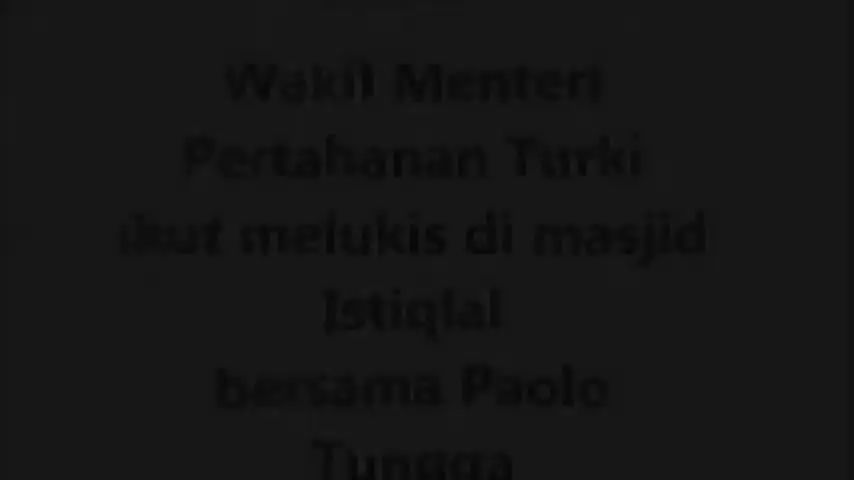 Wakil Menteri
Pertahanan Turki
ikut melukis di masjid
Istiqlal
bersama Paolo
Tungga